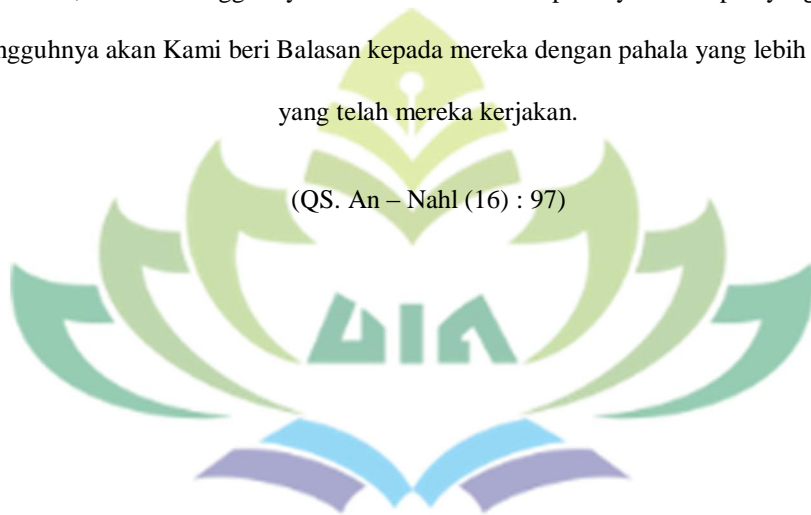 akan Kami beri Balasan kepada mereka dengan pahala yang lebih
yang telah mereka kerjakan.
(QS. An – Nahl (16) : 97)
UIN